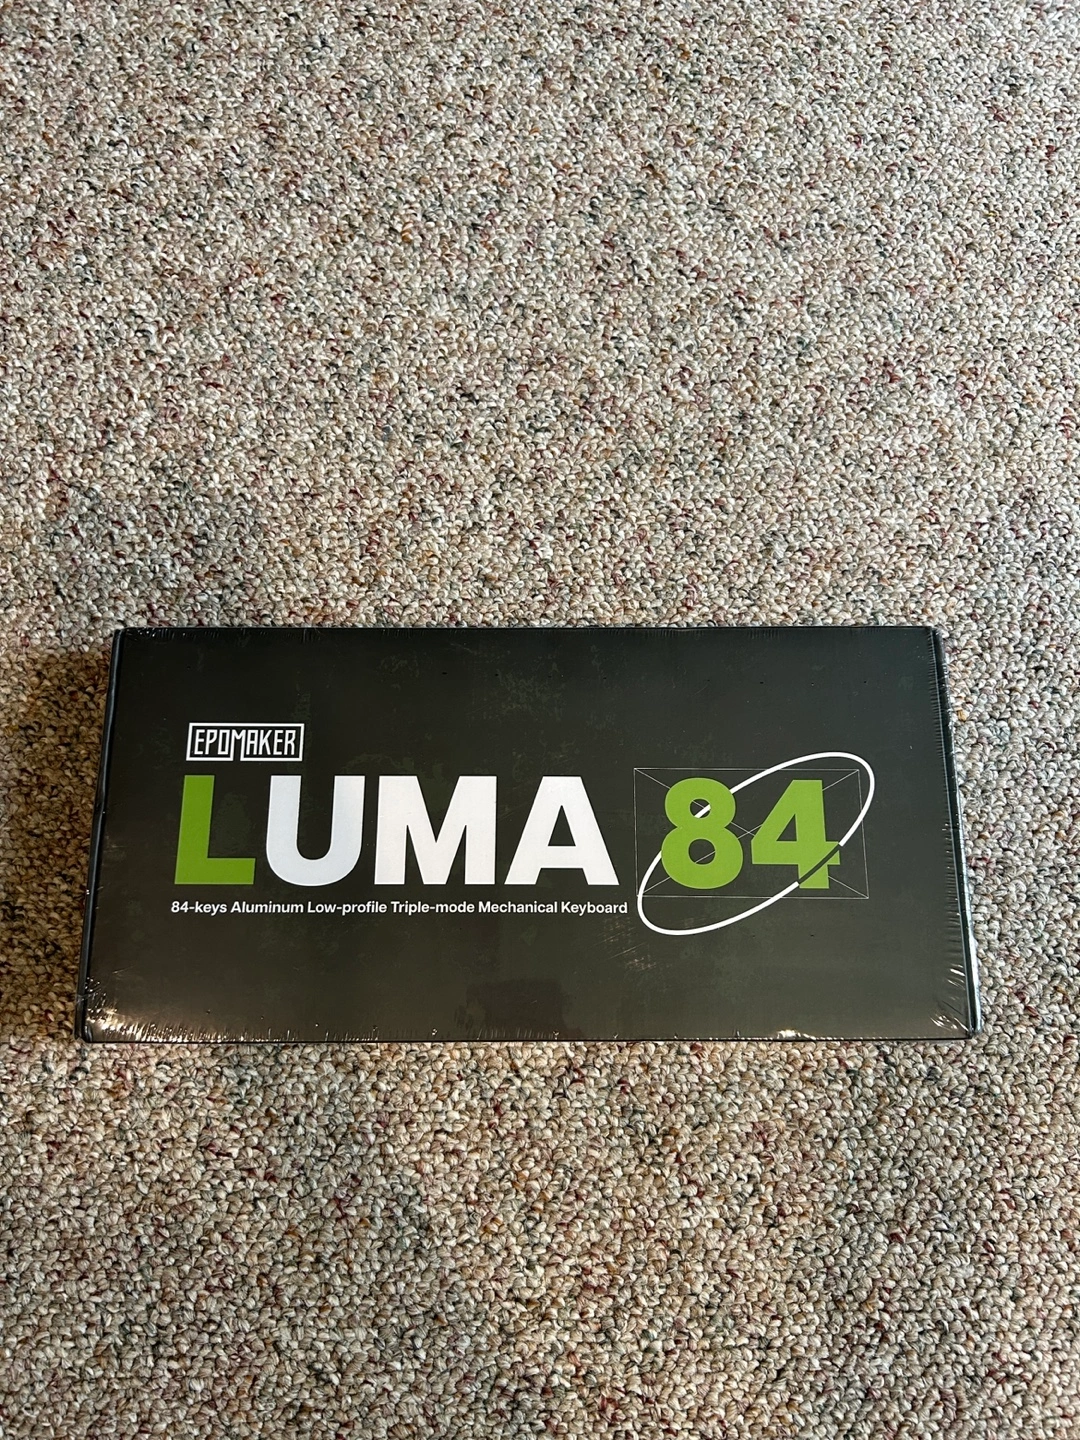 EPOMAKER
LUMA 84
84-keys Aluminum Low-profile Triple-mode Mechanical Keyboard